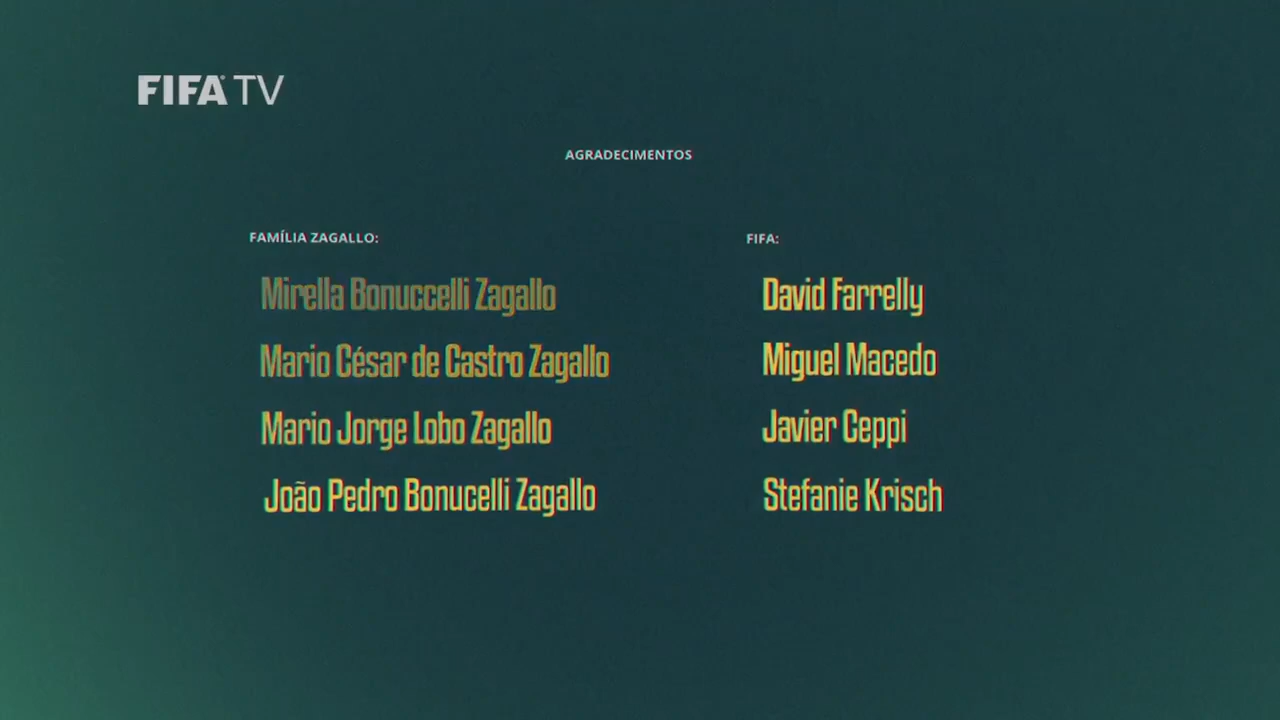 FIFA TV
AGRADECIMENTOS
FAMÍLIA ZAGALLO:
Mirella Bonuccelli Zagallo
Mario César de Castro Zagallo
Mario Jorge Lobo Zagallo
João Pedro Bonucelli Zagallo
FIFA:
David Farrelly
Miguel Macedo
Javier Ceppi
Stefanie Krisch